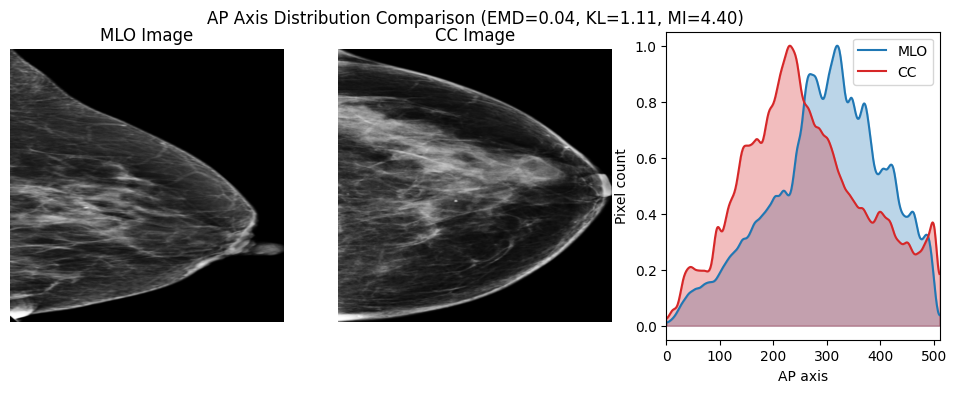 AP Axis Distribution Comparison (EMD=0.04, KL=1.11, MI=4.40)
MLO Image
CC Image
MLO
CC
Pixel count
1.0
0.8
0.6
0.4
0.2
0.0
0 100 200 300 400 500
AP axis